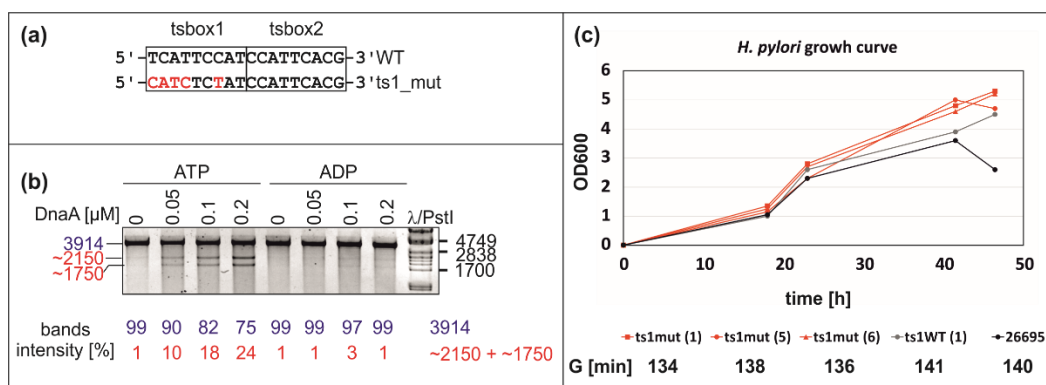 (a)
tsbox1 tsbox2
5'-TCATTCCATCCATTCACG-3'WT
5'-CATCTCTATCCATTCACG-3'ts1_mut
(b)
ATP ADP
DnaA [µM] 0 0.05 0.1 0.2 0 0.05 0.1 0.2 λ/PstI
3914 4749
~2150 2838
~1750 1700
bands 99 90 82 75 99 99 97 99 3914
intensity [%] 1 10 18 24 1 1 3 1 ~2150 + ~1750
(c)
H. pylori growh curve
OD600
6
5
4
3
2
1
0
0 10 20 30 40 50
time [h]
ts1mut (1) ts1mut (5) ts1mut (6) ts1WT (1) 26695
G [min] 134 138 136 141 140